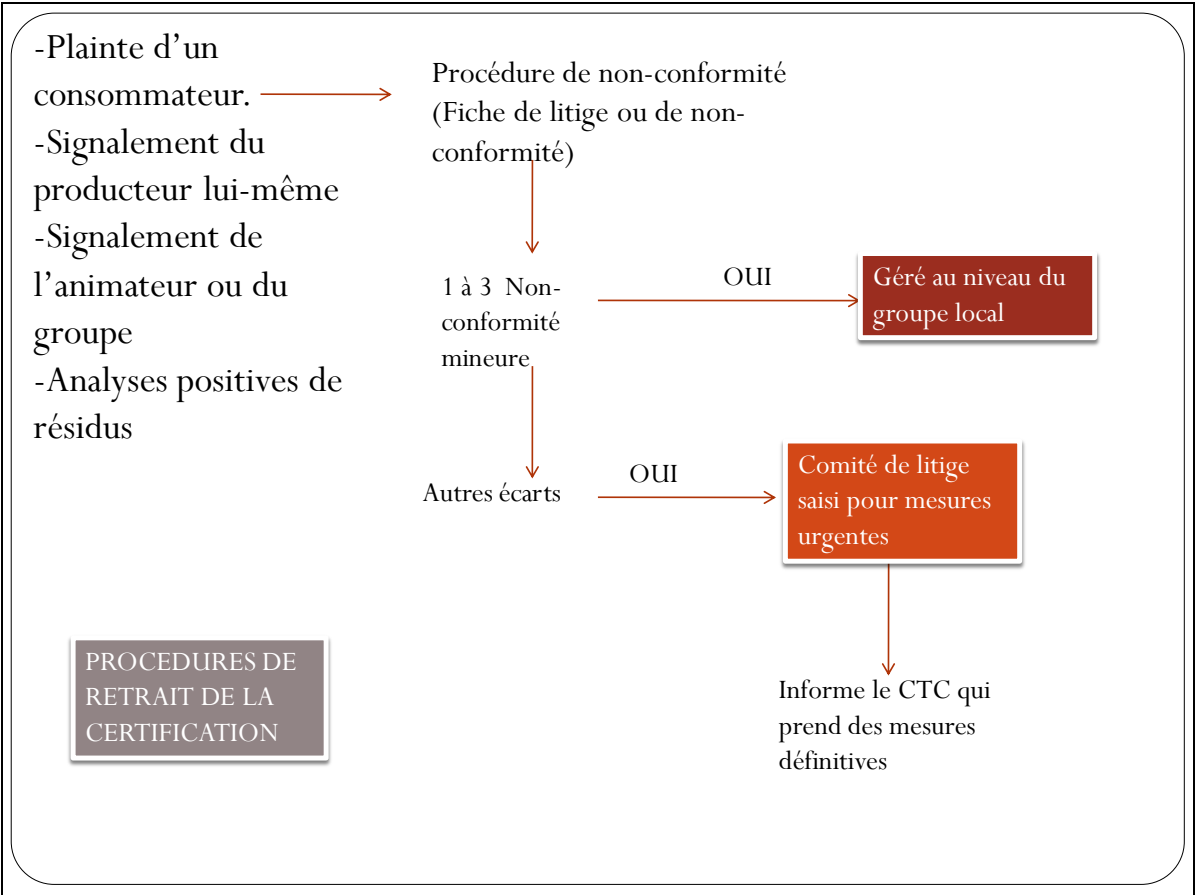 -Plainte d’un
consommateur.
-Signalement du
producteur lui-même
-Signalement de
l’animateur ou du
groupe
-Analyses positives de
résidus
Procédure de non-conformité
(Fiche de litige ou de non-
conformité)
1 à 3 Non-
conformité
mineure
OUI
Géré au niveau du
groupe local
Autres écarts
OUI
Comité de litige
saisi pour mesures
urgentes
Informe le CTC qui
prend des mesures
définitives
PROCEDURES DE
RETRAIT DE LA
CERTIFICATION